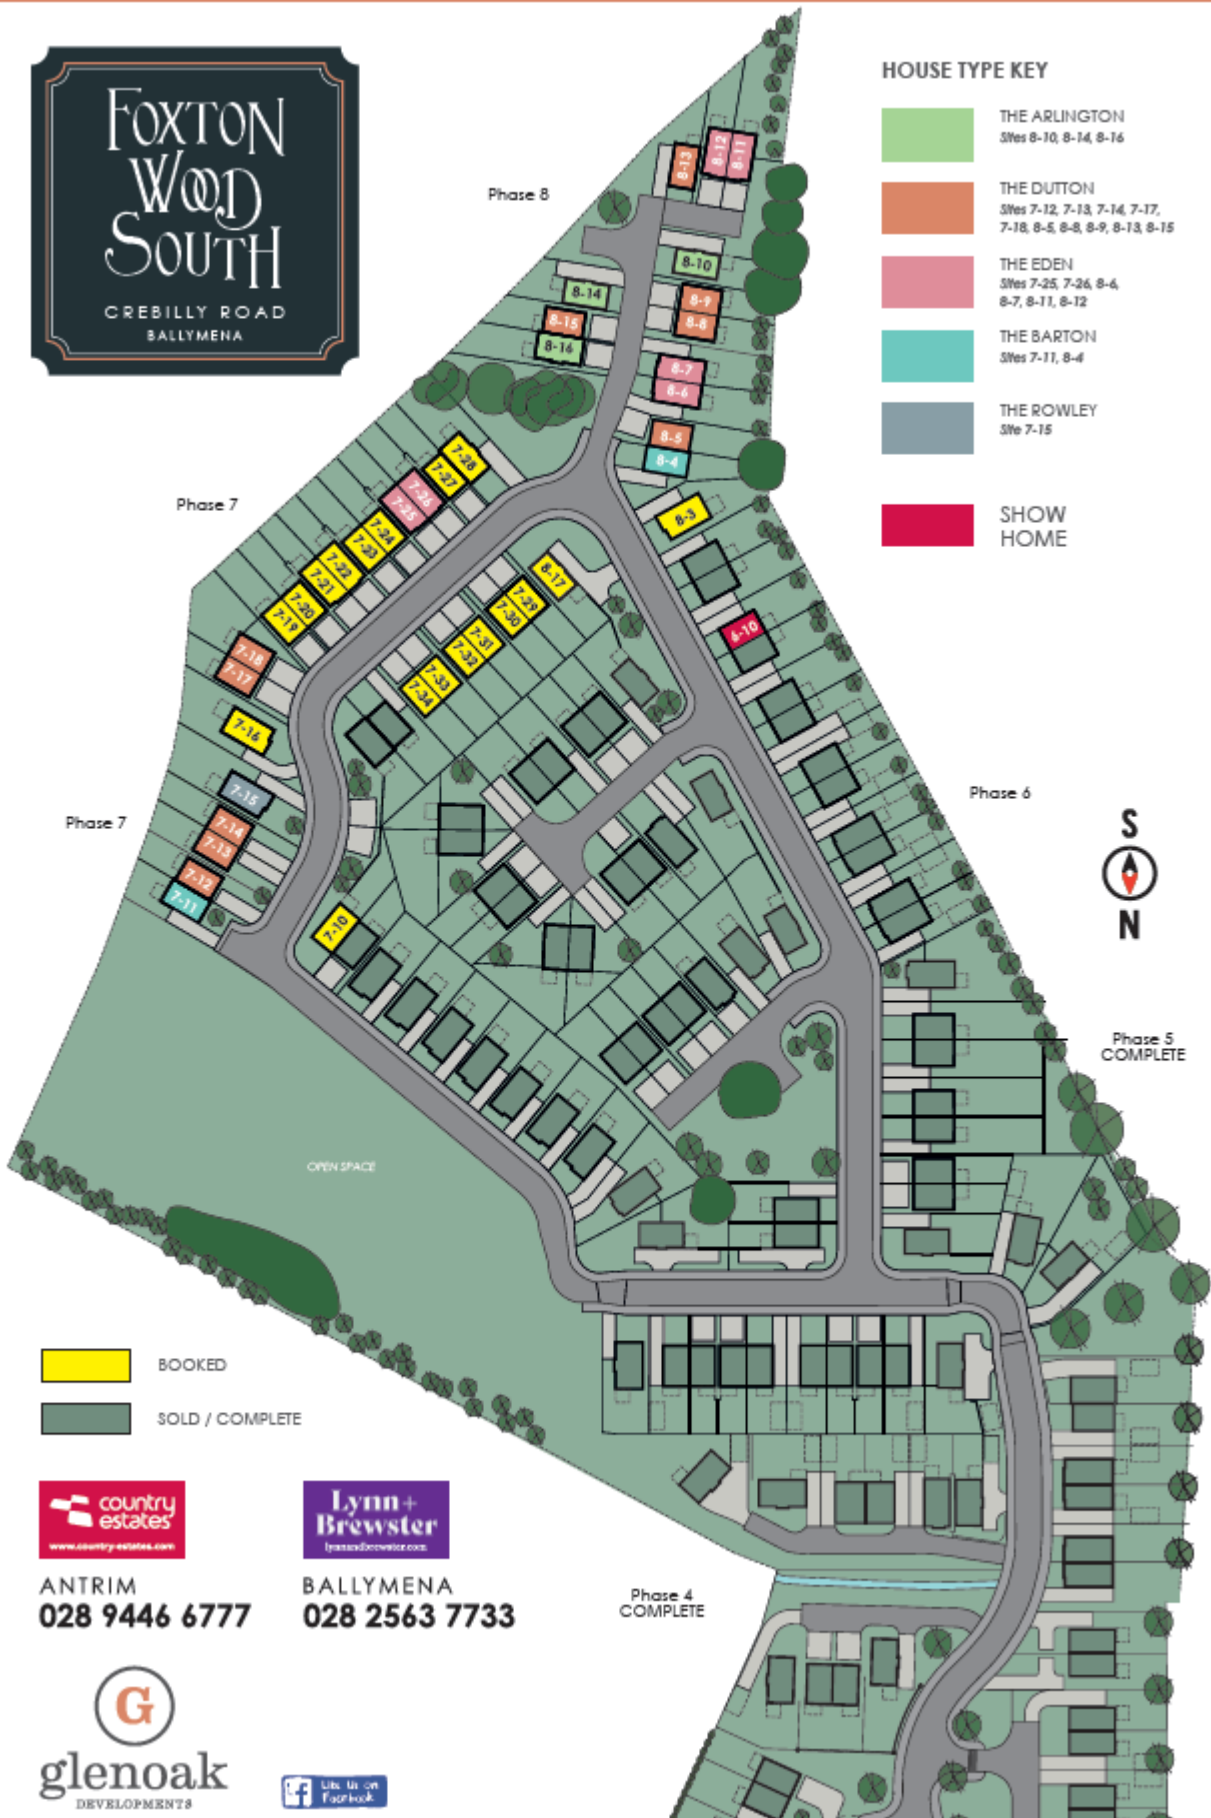 FOXTON
WOOD
SOUTH
CREBILLY ROAD
BALLYMENA
HOUSE TYPE KEY
THE ARLINGTON
Sites 8-10, 8-14, 8-16
THE DUTTON
Sites 7-12, 7-13, 7-14, 7-17,
7-18, 8-5, 8-8, 8-9, 8-13, 8-15
THE EDEN
Sites 7-25, 7-26, 8-6,
8-7, 8-11, 8-12
THE BARTON
Sites 7-11, 8-4
THE ROWLEY
Site 7-15
SHOW
HOME
Phase 8
8-13
8-12
8-11
8-10
8-14
8-9
8-15
8-8
8-16
8-7
8-6
8-5
8-4
8-3
Phase 7
7-28
7-27
7-26
7-25
7-24
7-23
7-22
7-21
7-20
7-19
7-18
7-17
7-16
8-17
7-29
7-30
7-31
7-32
7-33
7-34
6-10
Phase 7
7-15
7-14
7-13
7-12
7-11
7-10
Phase 6
S
N
Phase 5
COMPLETE
OPEN SPACE
BOOKED
SOLD / COMPLETE
country
estates
www.country-estates.com
Lynn+
Brewster
lynnandbrewster.com
ANTRIM
028 9446 6777
BALLYMENA
028 2563 7733
Phase 4
COMPLETE
G
glenoak
DEVELOPMENTS
f
Like Us on
Facebook